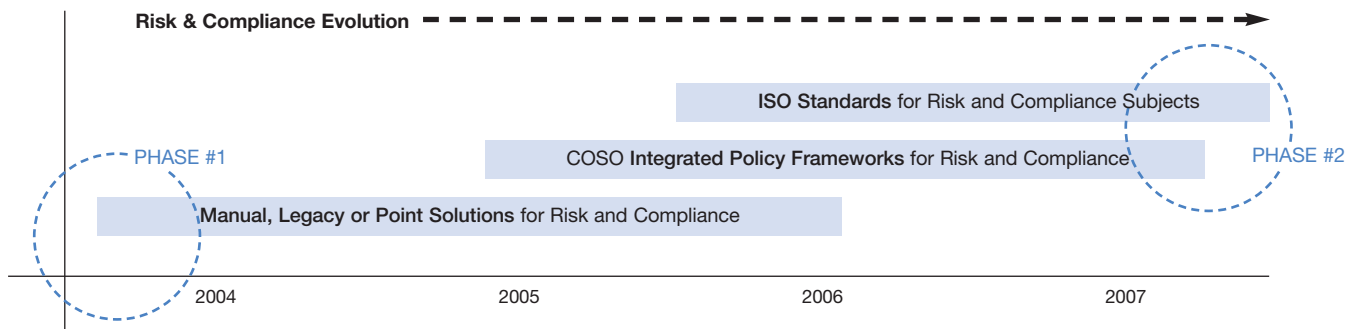 Risk & Compliance Evolution
ISO Standards for Risk and Compliance Subjects
PHASE #1
COSO Integrated Policy Frameworks for Risk and Compliance
PHASE #2
Manual, Legacy or Point Solutions for Risk and Compliance
2004
2005
2006
2007